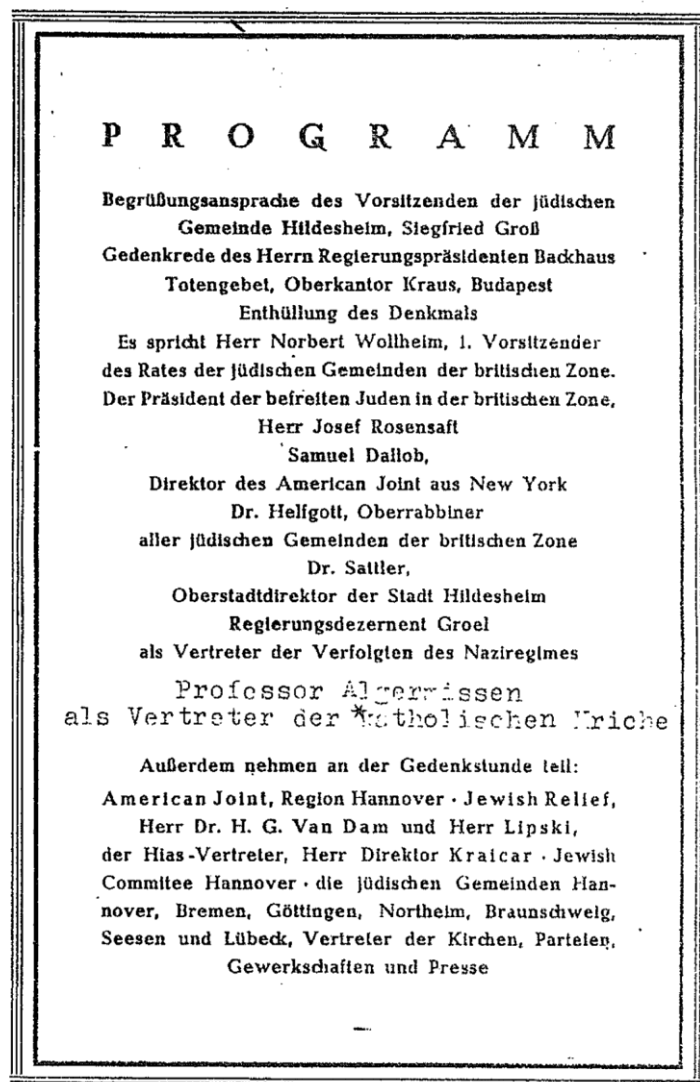 PROGRAMM
Begrüßungsansprache des Vorsitzenden der jüdischen
Gemeinde Hildesheim, Siegfried Groß
Gedenkrede des Herrn Regierungspräsidenten Backhaus
Totengebet, Oberkantor Kraus, Budapest
Enthüllung des Denkmals
Es spricht Herr Norbert Wollheim, 1. Vorsitzender
des Rates der jüdischen Gemeinden der britischen Zone.
Der Präsident der befreiten Juden in der britischen Zone,
Herr Josef Rosensaft
Samuel Dallob,
Direktor des American Joint aus New York
Dr. Helfgott, Oberrabbiner
aller jüdischen Gemeinden der britischen Zone
Dr. Sattler,
Oberstadtdirektor der Stadt Hildesheim
Regierungsdezernent Groel
als Vertreter der Verfolgten des Naziregimes
Professor Algermissen
als Vertreter der katholischen Kriche
Außerdem nehmen an der Gedenkstunde teil:
American Joint, Region Hannover · Jewish Relief,
Herr Dr. H. G. Van Dam und Herr Lipski,
der Hias-Vertreter, Herr Direktor Kraicar · Jewish
Commitee Hannover · die jüdischen Gemeinden Han-
nover, Bremen, Göttingen, Northeim, Braunschweig,
Seesen und Lübeck, Vertreter der Kirchen, Parteien,
Gewerkschaften und Presse